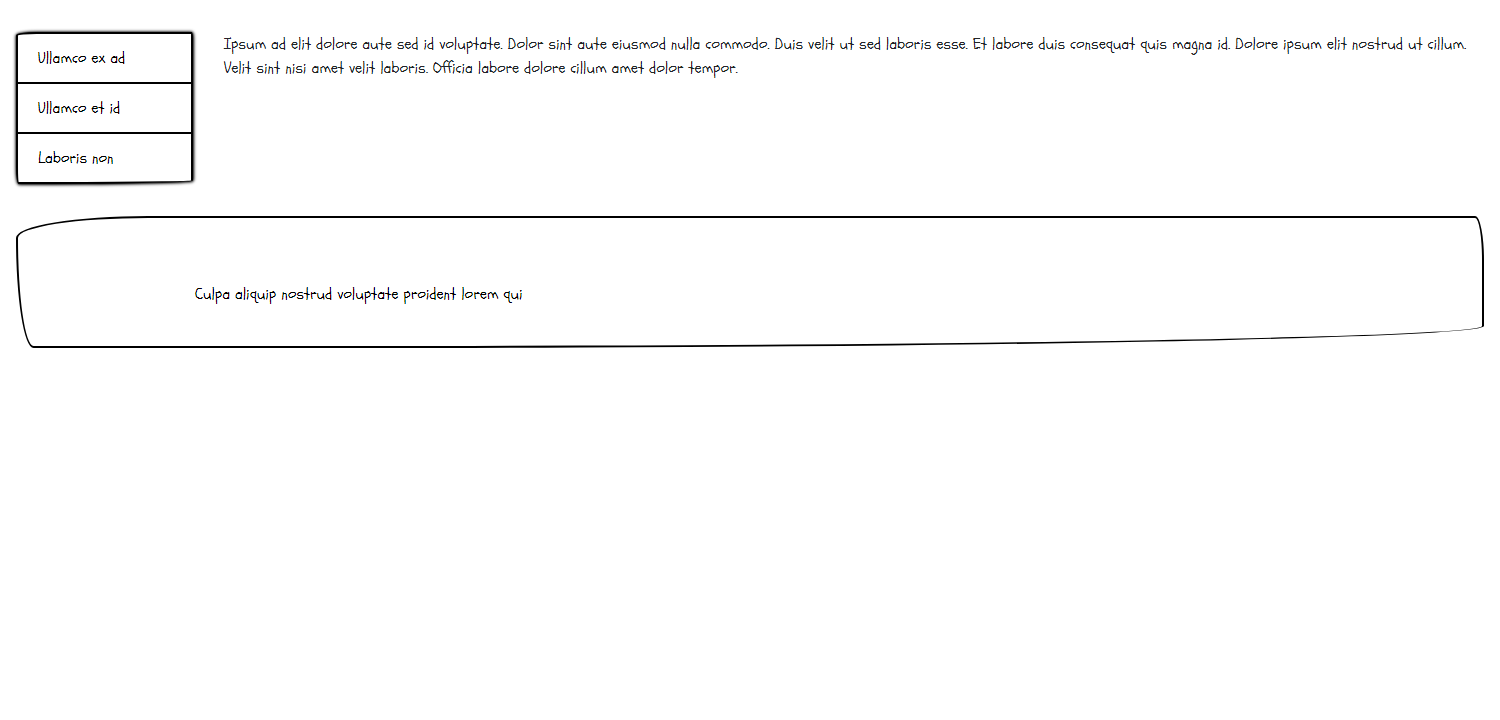 Ullamco ex ad
Ullamco et id
Laboris non
Ipsum ad elit dolore aute sed id voluptate. Dolor sint aute eiusmod nulla commodo. Duis velit ut sed laboris esse. Et labore duis consequat quis magna id. Dolore ipsum elit nostrud ut cillum.
Velit sint nisi amet velit laboris. Officia labore dolore cillum amet dolor tempor.
Culpa aliquip nostrud voluptate proident lorem qui